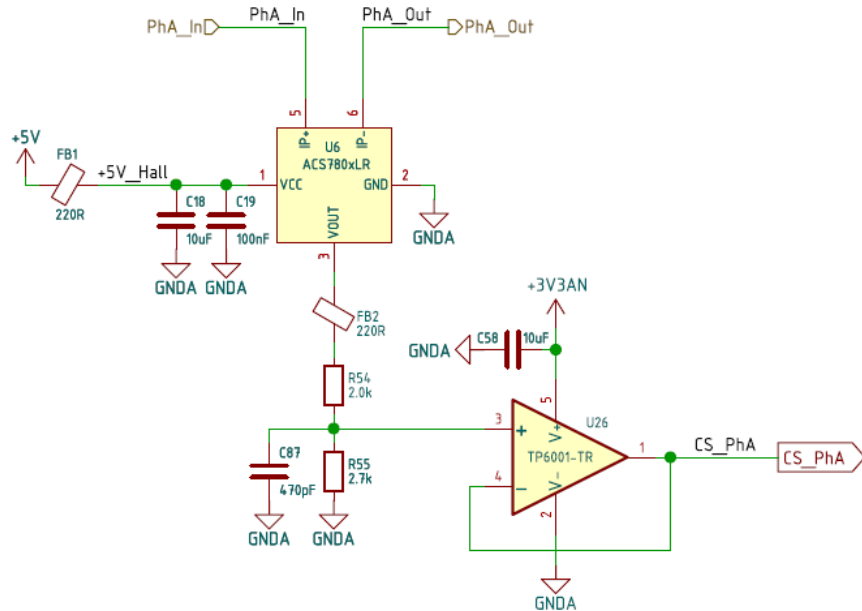 PhA_In
PhA_In
PhA_Out
PhA_Out
5
6
IP+
IP-
U6
ACS780xLR
+5V
FB1
220R
+5V_Hall
1
VCC
GND
2
GNDA
VOUT
3
C18
10uF
C19
100nF
GNDA
GNDA
FB2
220R
+3V3AN
C58
10uF
GNDA
R54
2.0k
5
U26
3
+
V+
TP6001-TR
1
CS_PhA
CS_PhA
4
-
V-
2
C87
470pF
R55
2.7k
GNDA
GNDA
GNDA